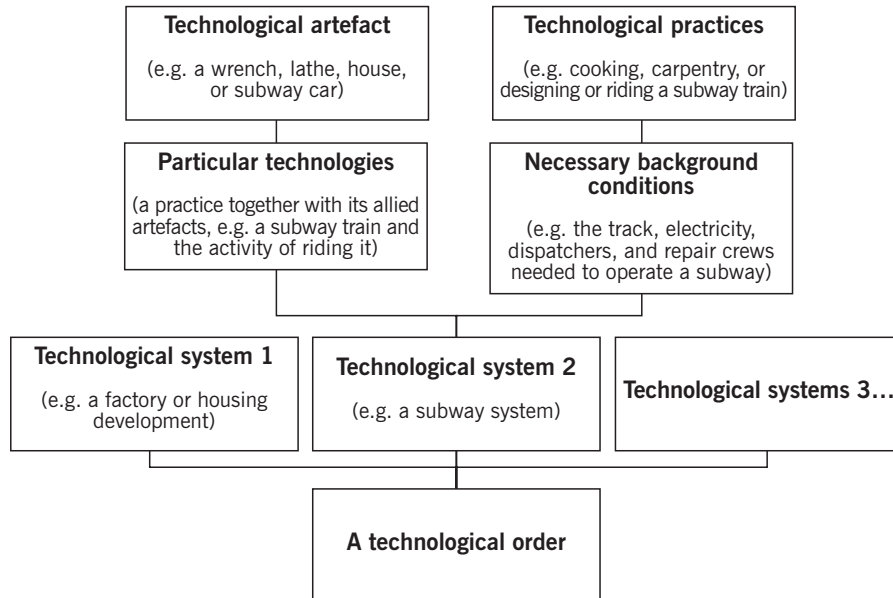 Technological artefact
(e.g. a wrench, lathe, house,
or subway car)
Technological practices
(e.g. cooking, carpentry, or
designing or riding a subway train)
Particular technologies
(a practice together with its allied
artefacts, e.g. a subway train and
the activity of riding it)
Necessary background
conditions
(e.g. the track, electricity,
dispatchers, and repair crews
needed to operate a subway)
Technological system 1
(e.g. a factory or housing
development)
Technological system 2
(e.g. a subway system)
Technological systems 3...
A technological order